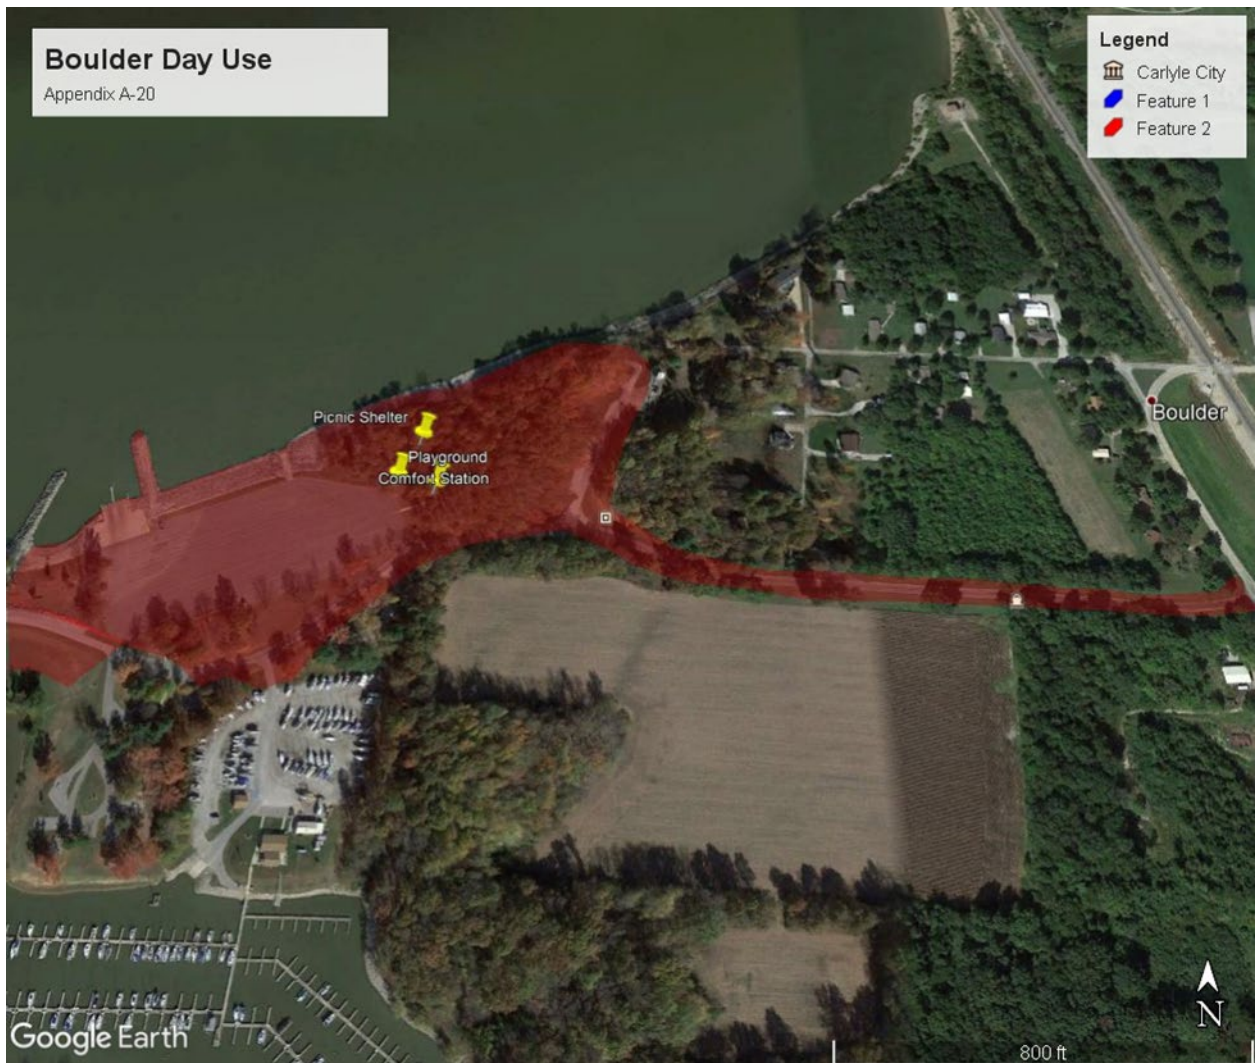 Boulder Day Use
Appendix A-20
Legend
Carlyle City
Feature 1
Feature 2
Picnic Shelter
Playground
Comfort Station
Boulder
N
Google Earth
800 ft